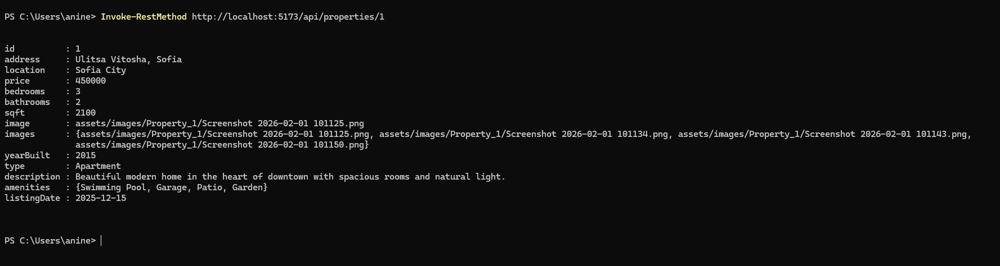 PS C:\Users\anine> Invoke-RestMethod http://localhost:5173/api/properties/1
id          : 1
address     : Ulitsa Vitosha, Sofia
location    : Sofia City
price       : 450000
bedrooms    : 3
bathrooms   : 2
sqft        : 2100
image       : assets/images/Property_1/Screenshot 2026-02-01 101125.png
images      : {assets/images/Property_1/Screenshot 2026-02-01 101125.png, assets/images/Property_1/Screenshot 2026-02-01 101134.png, assets/images/Property_1/Screenshot 2026-02-01 101143.png,
              assets/images/Property_1/Screenshot 2026-02-01 101150.png}
yearBuilt   : 2015
type        : Apartment
description : Beautiful modern home in the heart of downtown with spacious rooms and natural light.
amenities   : {Swimming Pool, Garage, Patio, Garden}
listingDate : 2025-12-15
PS C:\Users\anine>